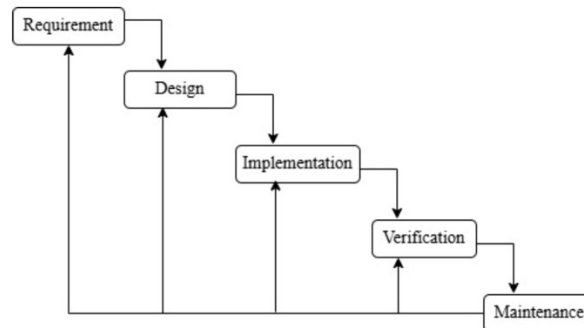 Requirement
Design
Implementation
Verification
Maintenance